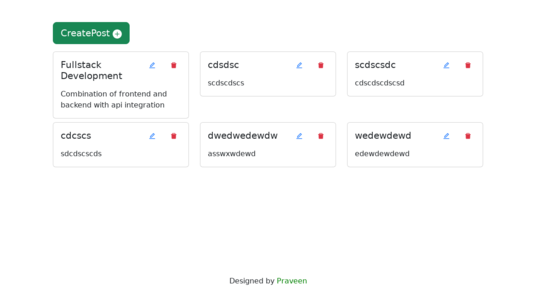 CreatePost
Fullstack
Development
Combination of frontend and
backend with api integration
cdsdsc
scdscdscs
scdscsdc
cdscdscdscsd
cdcscs
sdcdscscds
dwedwedewdw
asswxwdewd
wedewdewd
edewdewdewd
Designed by Praveen